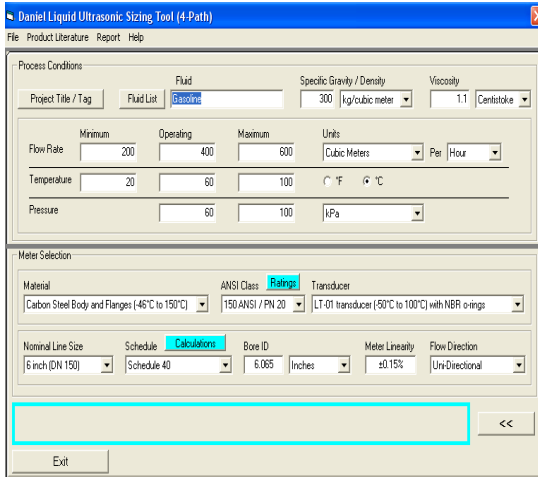 Daniel Liquid Ultrasonic Sizing Tool (4-Path)
File Product Literature Report Help
Process Conditions
Fluid Specific Gravity / Density Viscosity
Project Title / Tag Fluid List Gasoline 300 kg/cubic meter 1.1 Centistoke
Minimum Operating Maximum Units
Flow Rate 200 400 600 Cubic Meters Per Hour
Temperature 20 60 100 °F °C
Pressure 60 100 kPa
Meter Selection
Material ANSI Class Ratings Transducer
Carbon Steel Body and Flanges (-46°C to 150°C) 150 ANSI / PN 20 LT-01 transducer (-50°C to 100°C) with NBR o-rings
Nominal Line Size Schedule Calculations Bore ID Meter Linearity Flow Direction
6 inch (DN 150) Schedule 40 6.065 Inches ±0.15% Uni-Directional
<<
Exit